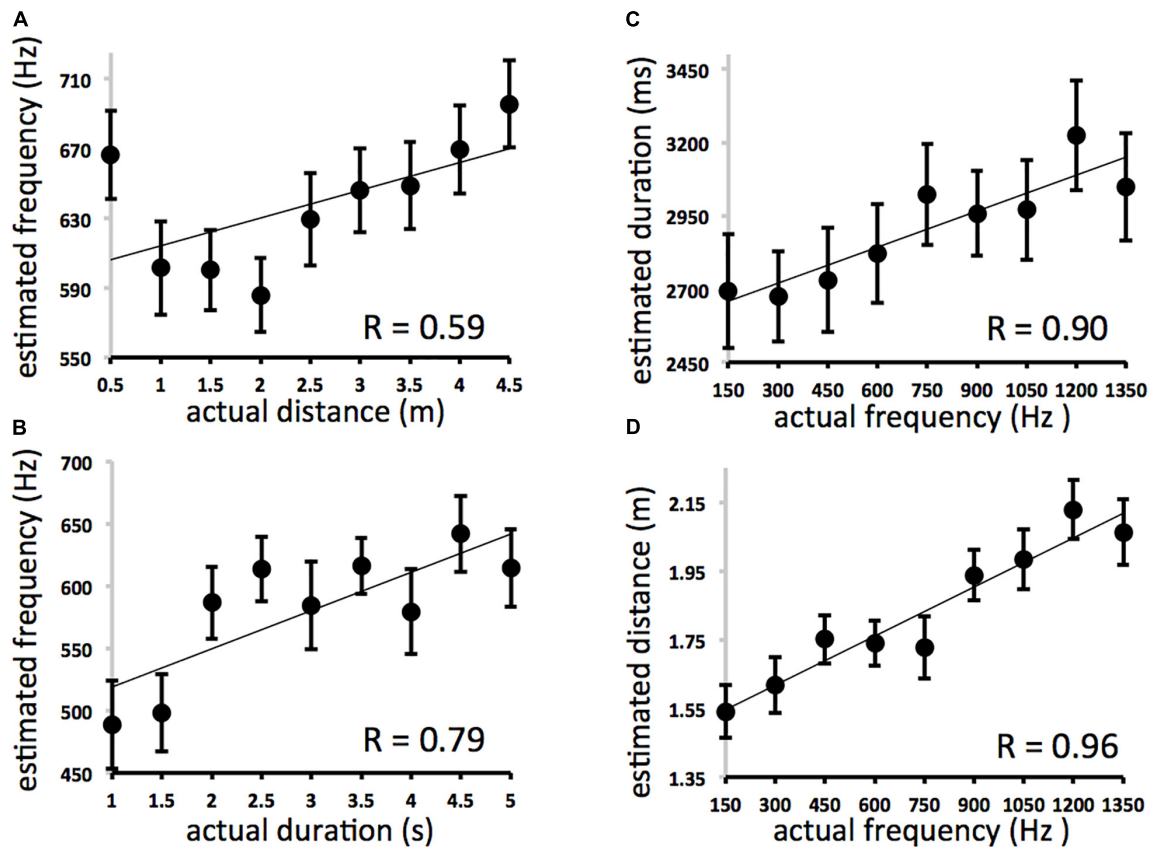 A
estimated frequency (Hz)
710
670
630
590
550
R = 0.59
0.5 1 1.5 2 2.5 3 3.5 4 4.5
actual distance (m)
B
estimated frequency (Hz)
700
650
600
550
500
450
R = 0.79
1 1.5 2 2.5 3 3.5 4 4.5 5
actual duration (s)
C
estimated duration (ms)
3450
3200
2950
2700
2450
R = 0.90
150 300 450 600 750 900 1050 1200 1350
actual frequency (Hz )
D
estimated distance (m)
2.15
1.95
1.75
1.55
1.35
R = 0.96
150 300 450 600 750 900 1050 1200 1350
actual frequency (Hz )